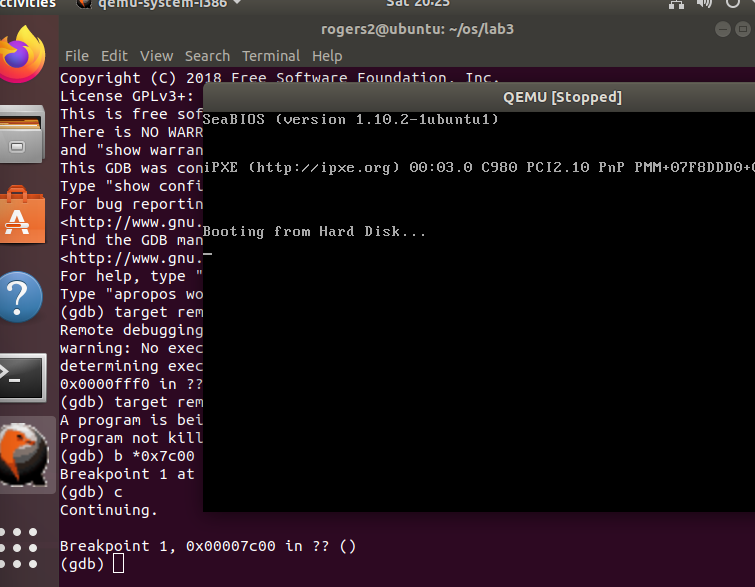 ctivities
qemu-system-i386
Sat 20:25
rogers2@ubuntu: ~/os/lab3
File Edit View Search Terminal Help
Copyright (C) 2018 Free Software Foundation, Inc.
License GPLv3+:
This is free sof
There is NO WARR
and "show warran
This GDB was con
Type "show confi
For bug reportin
<http://www.gnu.
Find the GDB man
<http://www.gnu.
For help, type "
Type "apropos wo
(gdb) target rem
Remote debugging
warning: No exec
determining exec
0x0000fff0 in ??
(gdb) target rem
A program is bei
Program not kill
(gdb) b *0x7c00
Breakpoint 1 at
(gdb) c
Continuing.
Breakpoint 1, 0x00007c00 in ?? ()
(gdb)
QEMU [Stopped]
SeaBIOS (version 1.10.2-1ubuntu1)
iPXE (http://ipxe.org) 00:03.0 C980 PCI2.10 PnP PMM+07F8DDD0+
Booting from Hard Disk...